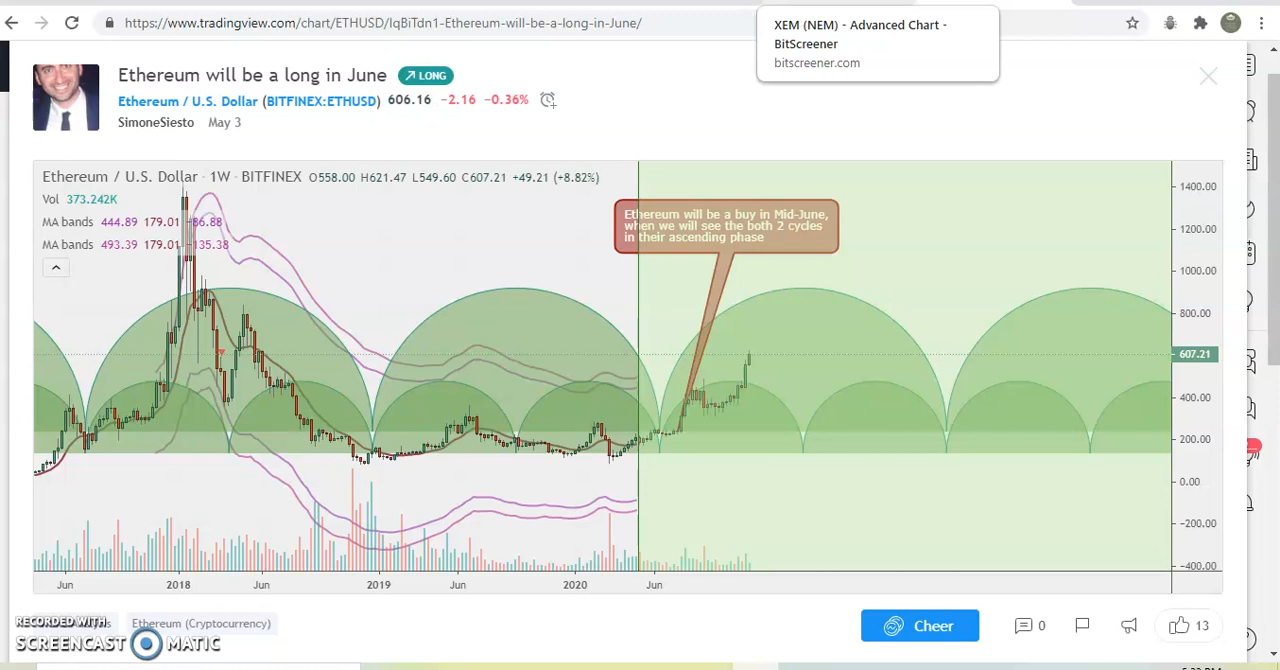 https://www.tradingview.com/chart/ETHUSD/IqBiTdn1-Ethereum-will-be-a-long-in-June/
XEM (NEM) - Advanced Chart -
BitScreener
bitscreener.com
Ethereum will be a long in June
LONG
Ethereum / U.S. Dollar (BITFINEX:ETHUSD) 606.16 −2.16 −0.36%
SimoneSiesto May 3
Ethereum / U.S. Dollar · 1W · BITFINEX O558.00 H621.47 L549.60 C607.21 +49.21 (+8.82%)
Vol 373.242K
MA bands 444.89 179.01 −86.88
MA bands 493.39 179.01 −135.38
Ethereum will be a buy in Mid-June,
when we will see the both 2 cycles
in their ascending phase
1400.00
1200.00
1000.00
800.00
607.21
400.00
200.00
0.00
−200.00
−400.00
Jun 2018 Jun 2019 Jun 2020 Jun
RECORDED WITH
SCREENCAST MATIC
Ethereum (Cryptocurrency)
Cheer
0
13